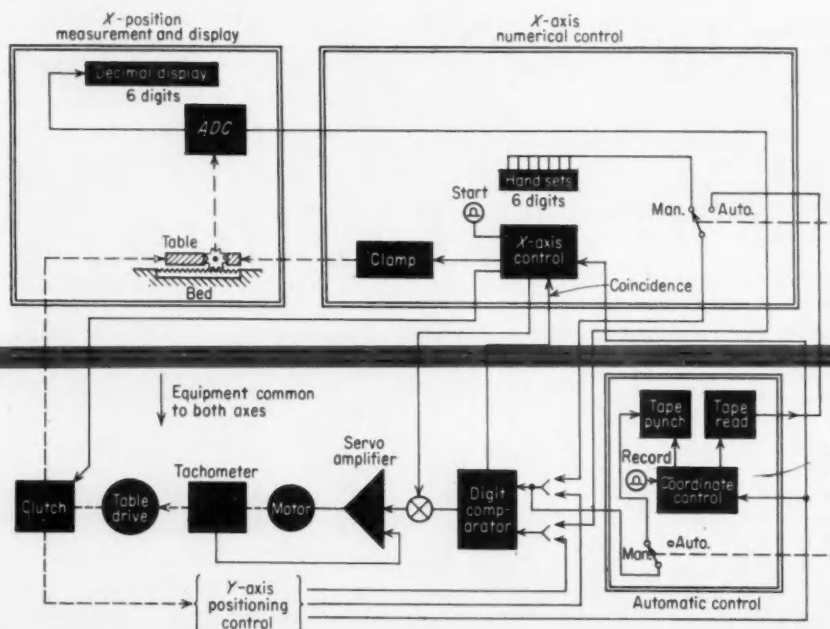 X-position
measurement and display
X-axis
numerical control
Decimal display
6 digits
ADC
Start
Hand sets
6 digits
Man.
Auto.
Table
Clamp
X-axis
control
Bed
Coincidence
Equipment common
to both axes
Tape
punch
Tape
read
Servo
amplifier
Tachometer
Record
Clutch
Table
drive
Motor
Digit
comp-
arator
Coordinate
control
Man.
Auto.
Y-axis
positioning
control
Automatic control